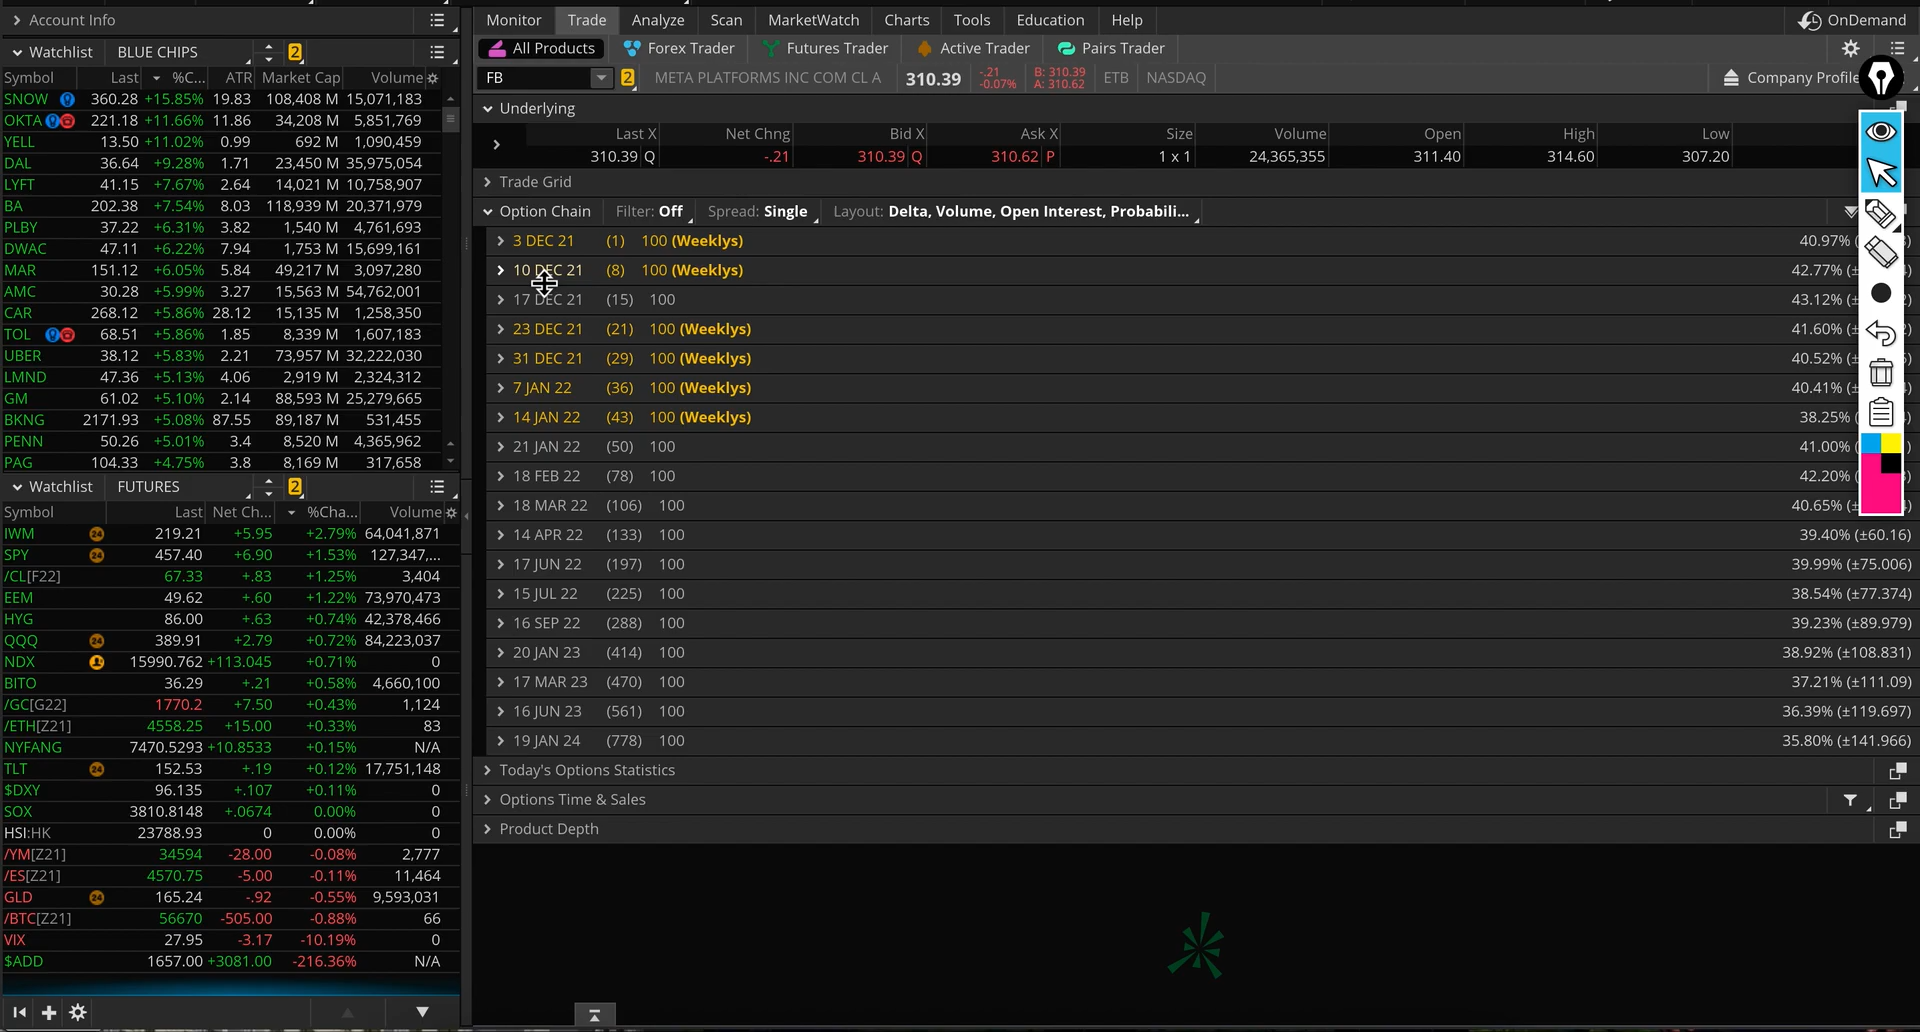 Account Info
Watchlist BLUE CHIPS 2
Symbol Last %C... ATR Market Cap Volume
SNOW 360.28 +15.85% 19.83 108,408 M 15,071,183
OKTA 221.18 +11.66% 11.86 34,208 M 5,851,769
YELL 13.50 +11.02% 0.99 692 M 1,090,459
DAL 36.64 +9.28% 1.71 23,450 M 35,975,054
LYFT 41.15 +7.67% 2.64 14,021 M 10,758,907
BA 202.38 +7.54% 8.03 118,939 M 20,371,979
PLBY 37.22 +6.31% 3.82 1,540 M 4,761,693
DWAC 47.11 +6.22% 7.94 1,753 M 15,699,161
MAR 151.12 +6.05% 5.84 49,217 M 3,097,280
AMC 30.28 +5.99% 3.27 15,563 M 54,762,001
CAR 268.12 +5.86% 28.12 15,135 M 1,258,350
TOL 68.51 +5.86% 1.85 8,339 M 1,607,183
UBER 38.12 +5.83% 2.21 73,957 M 32,222,030
LMND 47.36 +5.13% 4.06 2,919 M 2,324,312
GM 61.02 +5.10% 2.14 88,593 M 25,279,665
BKNG 2171.93 +5.08% 87.55 89,187 M 531,455
PENN 50.26 +5.01% 3.4 8,520 M 4,365,962
PAG 104.33 +4.75% 3.8 8,169 M 317,658
Watchlist FUTURES 2
Symbol Last Net Ch... %Cha... Volume
IWM 24 219.21 +5.95 +2.79% 64,041,871
SPY 24 457.40 +6.90 +1.53% 127,347,...
/CL[F22] 67.33 +.83 +1.25% 3,404
EEM 49.62 +.60 +1.22% 73,970,473
HYG 86.00 +.63 +0.74% 42,378,466
QQQ 24 389.91 +2.79 +0.72% 84,223,037
NDX 15990.762 +113.045 +0.71% 0
BITO 36.29 +.21 +0.58% 4,660,100
/GC[G22] 1770.2 +7.50 +0.43% 1,124
/ETH[Z21] 4558.25 +15.00 +0.33% 83
NYFANG 7470.5293 +10.8533 +0.15% N/A
TLT 24 152.53 +.19 +0.12% 17,751,148
$DXY 96.135 +.107 +0.11% 0
SOX 3810.8148 +.0674 0.00% 0
HSI:HK 23788.93 0 0.00% 0
/YM[Z21] 34594 -28.00 -0.08% 2,777
/ES[Z21] 4570.75 -5.00 -0.11% 11,464
GLD 24 165.24 -.92 -0.55% 9,593,031
/BTC[Z21] 56670 -505.00 -0.88% 66
VIX 27.95 -3.17 -10.19% 0
$ADD 1657.00 +3081.00 -216.36% N/A
Monitor Trade Analyze Scan MarketWatch Charts Tools Education Help OnDemand
All Products Forex Trader Futures Trader Active Trader Pairs Trader
FB 2 META PLATFORMS INC COM CL A 310.39 -.21 -0.07% B: 310.39 A: 310.62 ETB NASDAQ Company Profile
Underlying
Last X Net Chng Bid X Ask X Size Volume Open High Low
310.39 Q -.21 310.39 Q 310.62 P 1 x 1 24,365,355 311.40 314.60 307.20
Trade Grid
Option Chain Filter: Off Spread: Single Layout: Delta, Volume, Open Interest, Probabili...
3 DEC 21 (1) 100 (Weeklys) 40.97%
10 DEC 21 (8) 100 (Weeklys) 42.77%
17 DEC 21 (15) 100 43.12%
23 DEC 21 (21) 100 (Weeklys) 41.60%
31 DEC 21 (29) 100 (Weeklys) 40.52%
7 JAN 22 (36) 100 (Weeklys) 40.41%
14 JAN 22 (43) 100 (Weeklys) 38.25%
21 JAN 22 (50) 100 41.00%
18 FEB 22 (78) 100 42.20%
18 MAR 22 (106) 100 40.65%
14 APR 22 (133) 100 39.40% (±60.16)
17 JUN 22 (197) 100 39.99% (±75.006)
15 JUL 22 (225) 100 38.54% (±77.374)
16 SEP 22 (288) 100 39.23% (±89.979)
20 JAN 23 (414) 100 38.92% (±108.831)
17 MAR 23 (470) 100 37.21% (±111.09)
16 JUN 23 (561) 100 36.39% (±119.697)
19 JAN 24 (778) 100 35.80% (±141.966)
Today's Options Statistics
Options Time & Sales
Product Depth